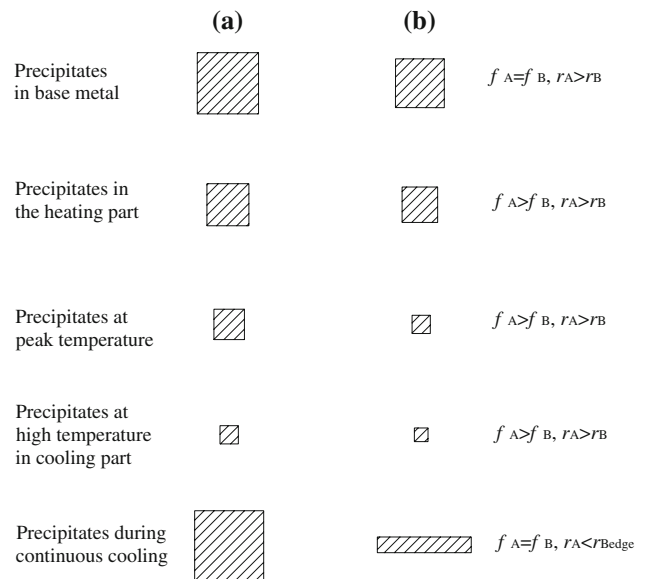 (a) (b)
Precipitates
in base metal
f A=f B, rA>rB
Precipitates in
the heating part
f A>f B, rA>rB
Precipitates at
peak temperature
f A>f B, rA>rB
Precipitates at
high temperature
in cooling part
f A>f B, rA>rB
Precipitates during
continuous cooling
f A=f B, rA<rBedge